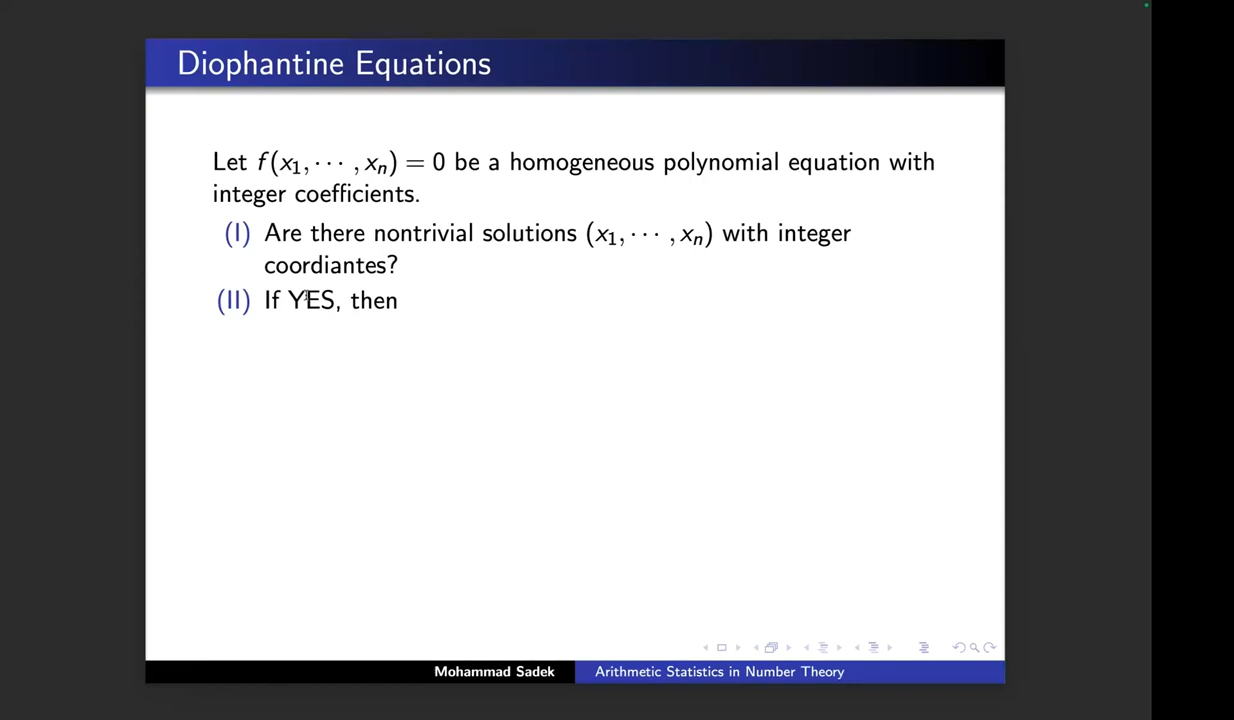 Diophantine Equations
Let f(x₁, · · · , xₙ) = 0 be a homogeneous polynomial equation with
integer coefficients.
(I) Are there nontrivial solutions (x₁, · · · , xₙ) with integer
coordiantes?
(II) If YES, then
Mohammad Sadek
Arithmetic Statistics in Number Theory